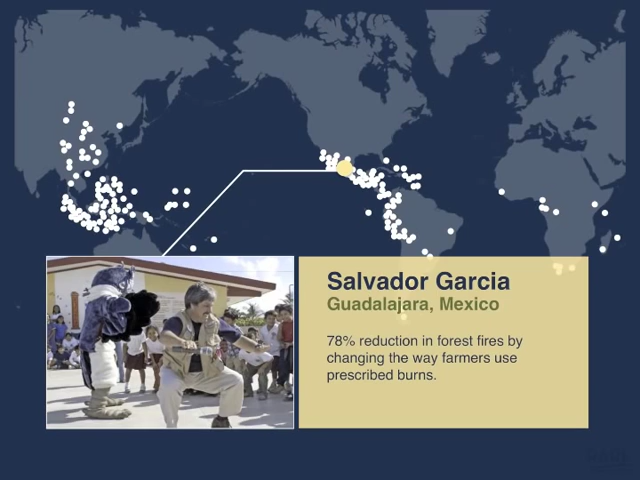 Salvador Garcia
Guadalajara, Mexico
78% reduction in forest fires by
changing the way farmers use
prescribed burns.